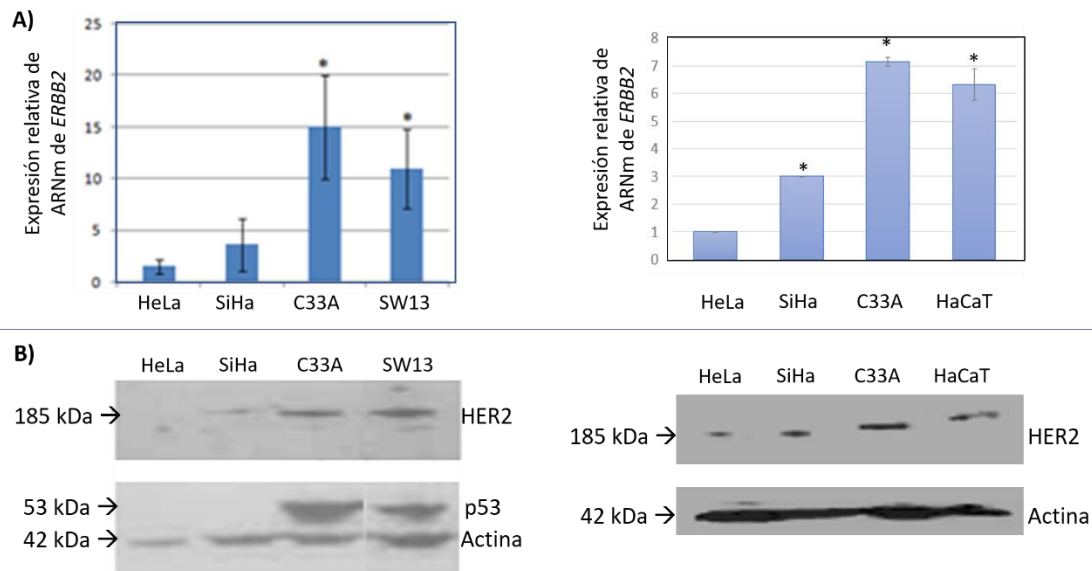 A)
Expresión relativa de
ARNm de ERBB2
25
20
15
10
5
0
*
*
HeLa SiHa C33A SW13
Expresión relativa de
ARNm de ERBB2
8
7
6
5
4
3
2
1
0
*
*
*
HeLa SiHa C33A HaCaT
B)
HeLa SiHa C33A SW13
185 kDa → HER2
53 kDa → p53
42 kDa → Actina
HeLa SiHa C33A HaCaT
185 kDa → HER2
42 kDa → Actina